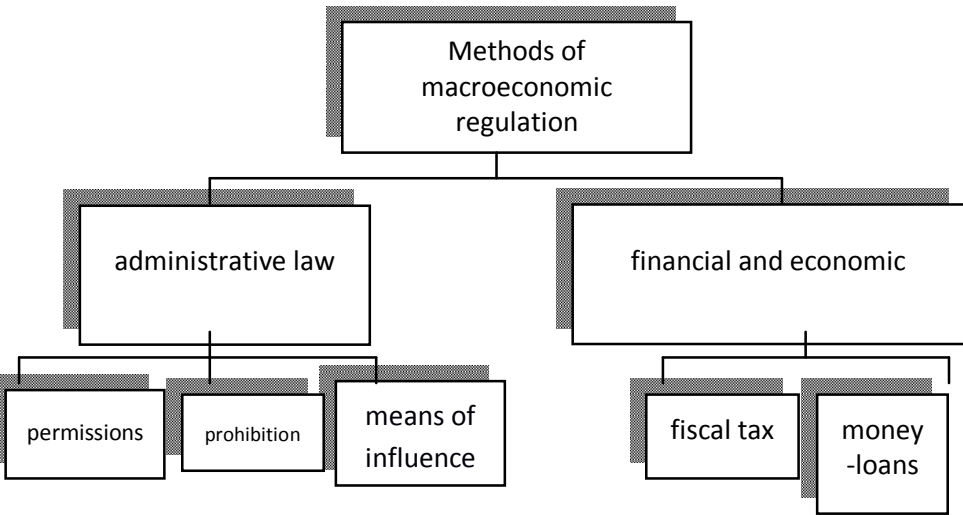 Methods of
macroeconomic
regulation
administrative law
financial and economic
permissions
prohibition
means of
influence
fiscal tax
money
-loans